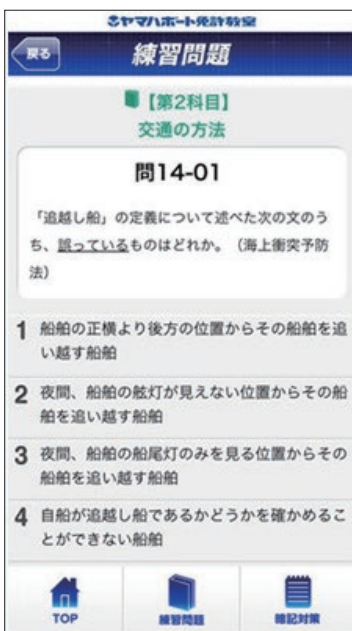 ヤマハボート免許教室
戻る
練習問題
【第2科目】
交通の方法
問14-01
「追越し船」の定義について述べた次の文のう
ち、誤っているものはどれか。（海上衝突予防
法）
1 船舶の正横より後方の位置からその船舶を追
い越す船舶
2 夜間、船舶の舷灯が見えない位置からその船
舶を追い越す船舶
3 夜間、船舶の船尾灯のみを見る位置からその
船舶を追い越す船舶
4 自船が追越し船であるかどうかを確かめるこ
とができない船舶
TOP
練習問題
暗記対策